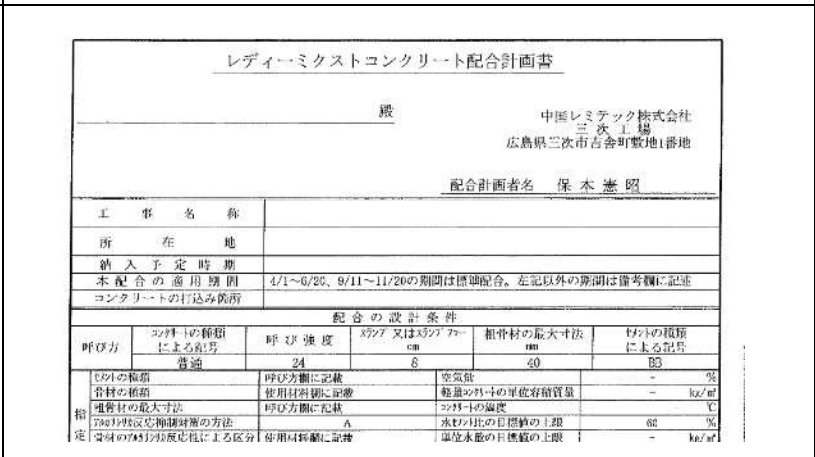 レディーミクストコンクリート配合計画書
殿
中国レミテック株式会社
三次工場
広島県三次市吉舎町敷地1番地
配合計画者名 保本憲昭
工事名称
所在地
納入予定時期
本配合の適用期間 4/1～6/20、9/11～11/20の期間は標準配合。左記以外の期間は備考欄に記述
コンクリートの打込み箇所
配合の設計条件
呼び方 コンクリートの種類による記号 呼び強度 スランプ又はスランプフロー cm 粗骨材の最大寸法 mm セメントの種類による記号
普通 24 8 40 BB
指定
セメントの種類 呼び方欄に記載 空気量 － %
骨材の種類 使用材料欄に記載 軽量コンクリートの単位容積質量 － kg/㎥
粗骨材の最大寸法 呼び方欄に記載 コンクリートの温度 ℃
アルカリシリカ反応抑制対策の方法 A 水セメント比の目標値の上限 60 %
骨材のアルカリシリカ反応性による区分 使用材料欄に記載 単位水量の目標値の上限 － kg/㎥